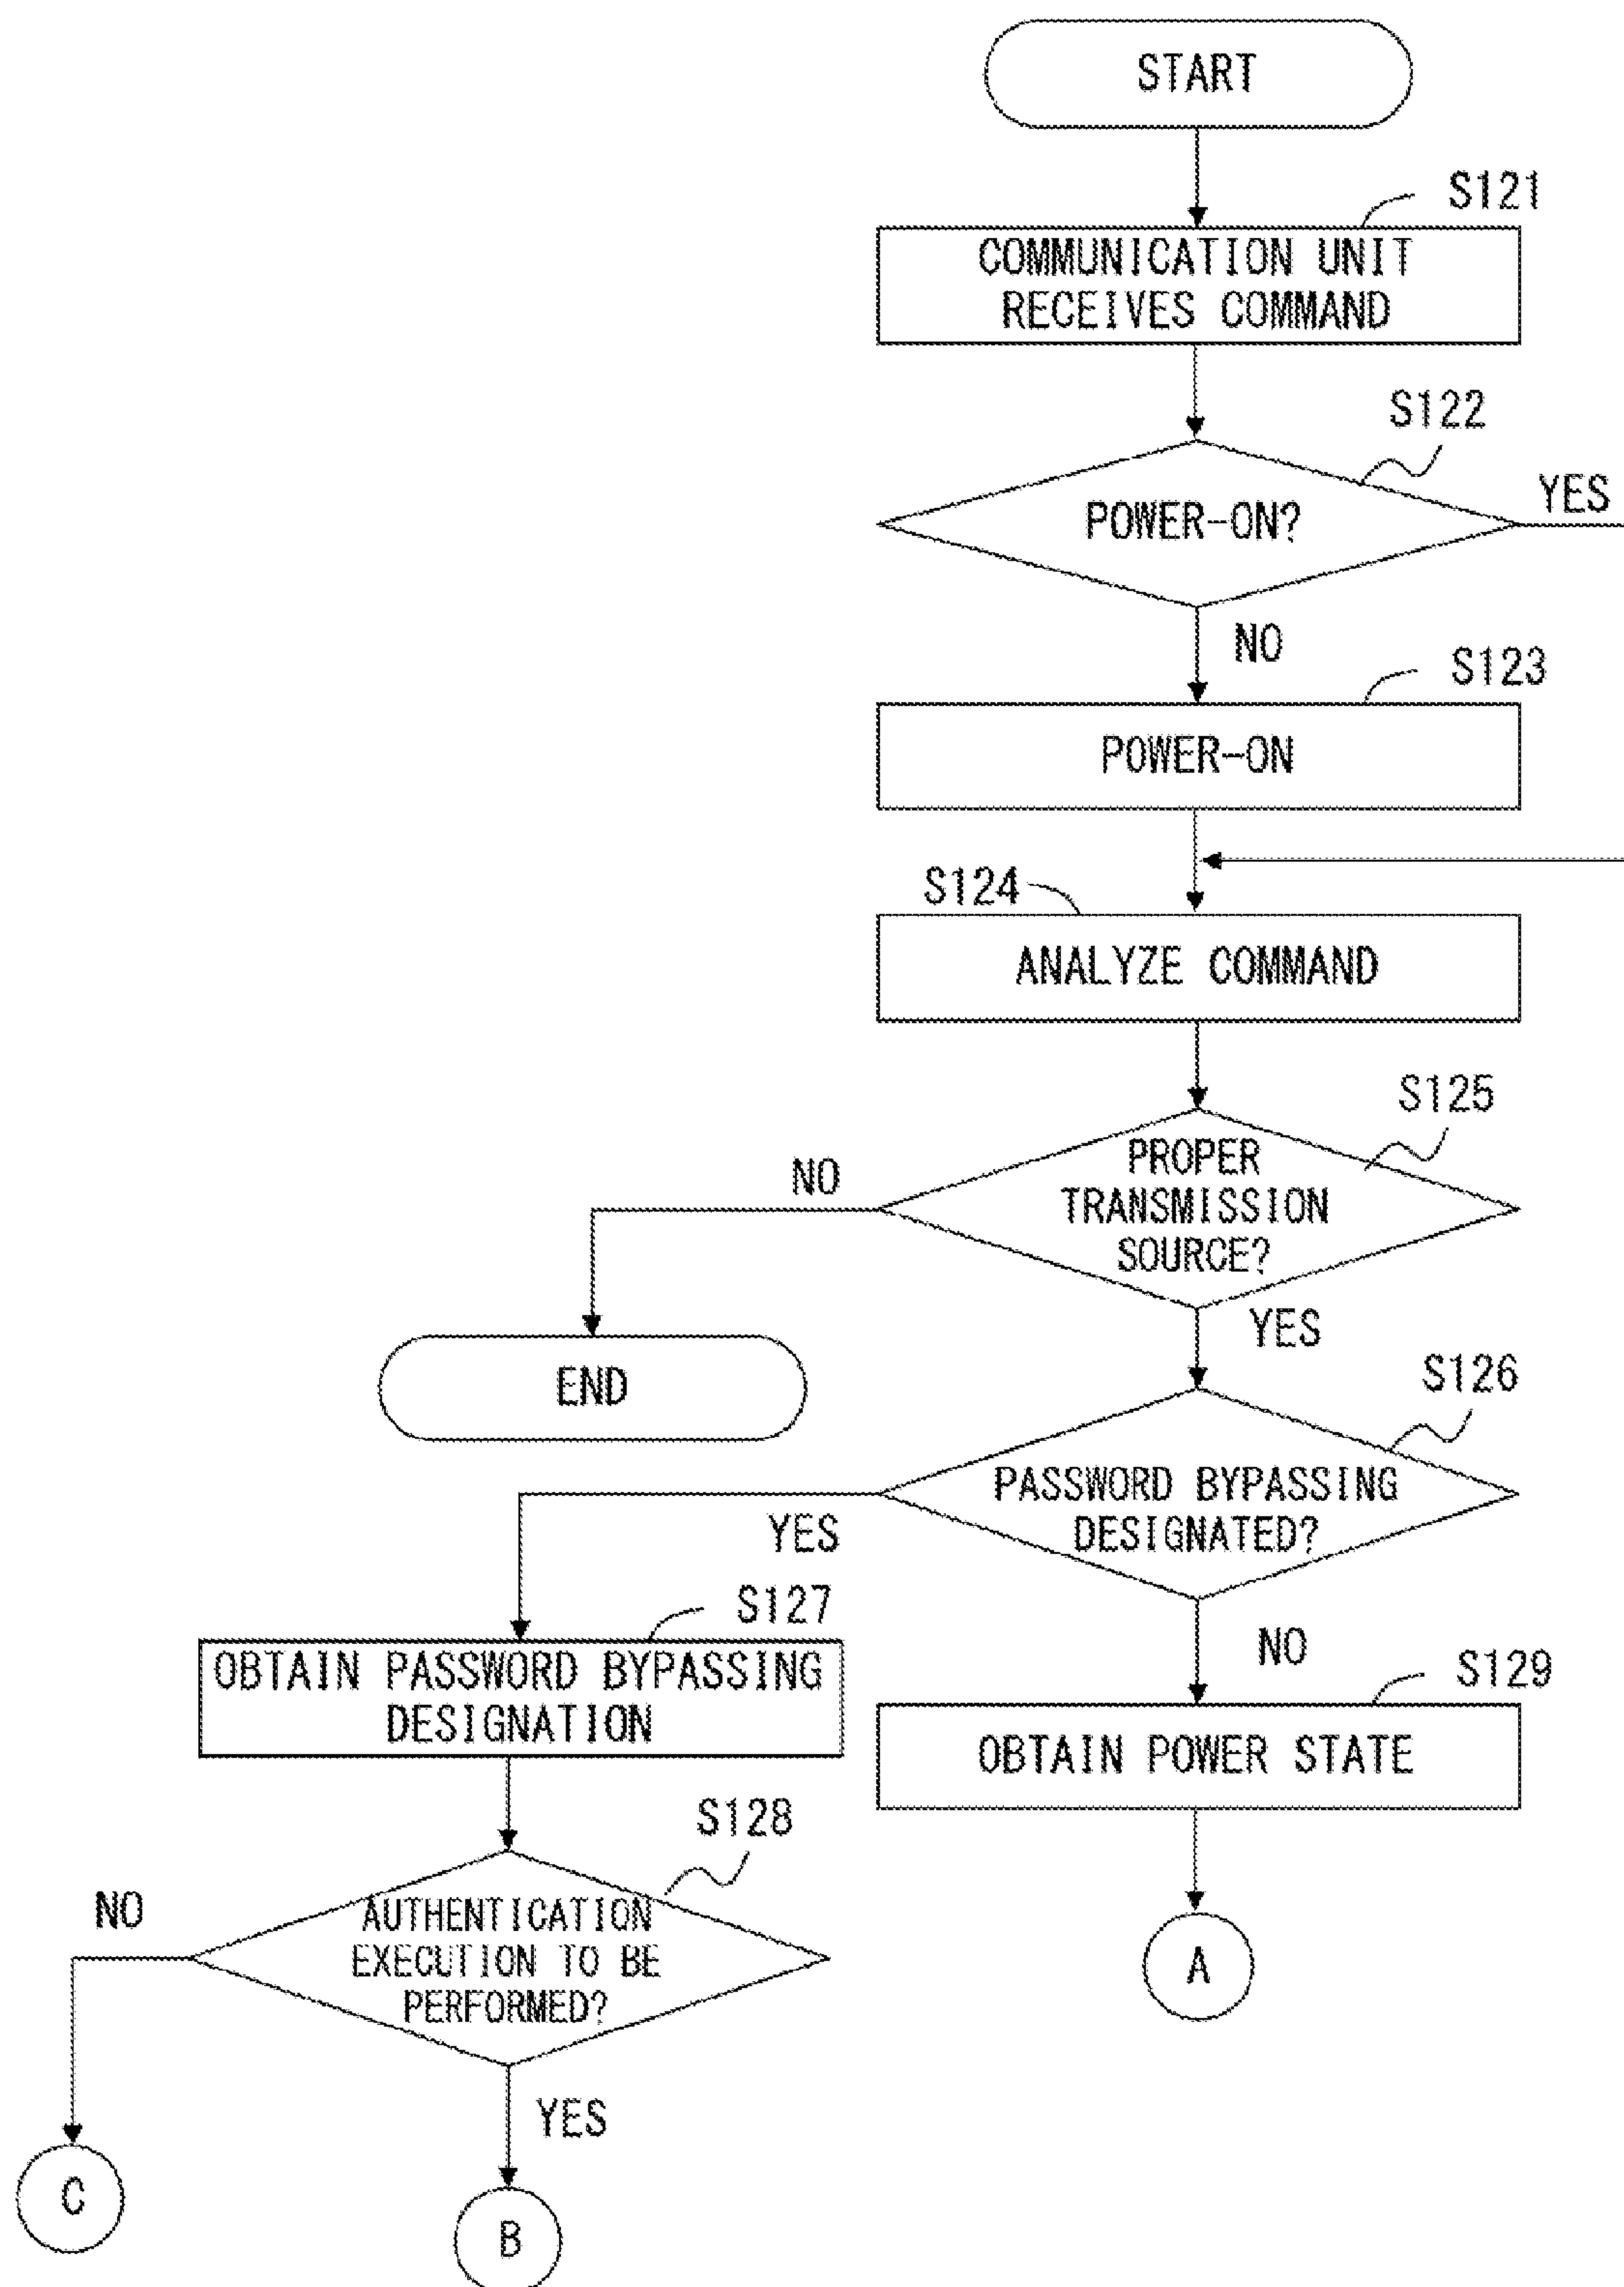 START
S121
COMMUNICATION UNIT
RECEIVES COMMAND
S122
POWER-ON?
YES
NO
S123
POWER-ON
S124
ANALYZE COMMAND
S125
PROPER
TRANSMISSION
SOURCE?
NO
YES
END
S126
PASSWORD BYPASSING
DESIGNATED?
YES
NO
S127
OBTAIN PASSWORD BYPASSING
DESIGNATION
S129
OBTAIN POWER STATE
S128
AUTHENTICATION
EXECUTION TO BE
PERFORMED?
NO
YES
A
C
B